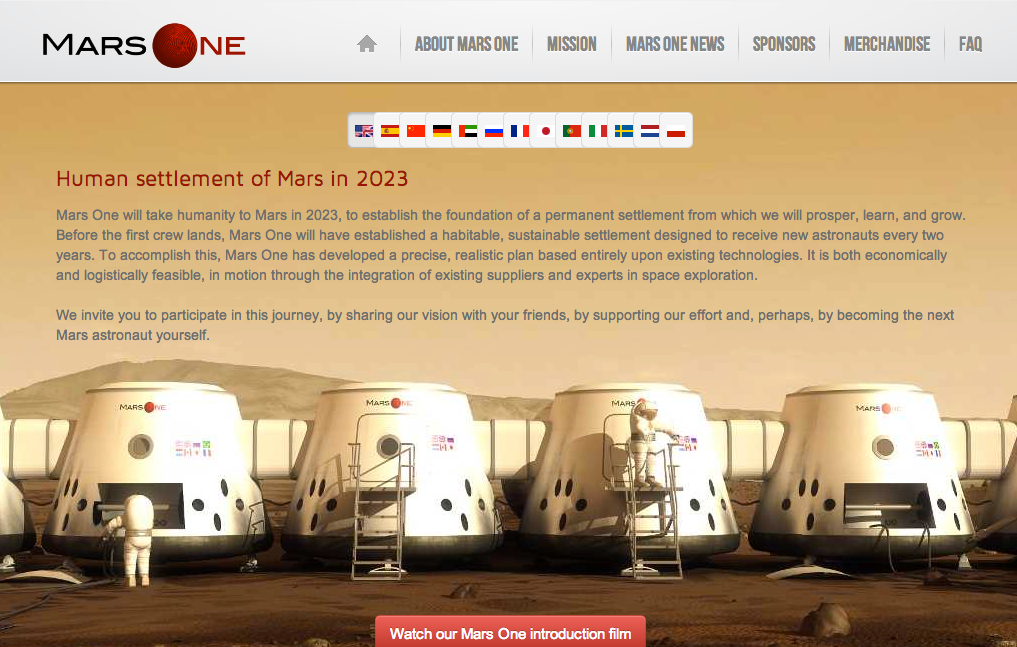 MARS ONE
ABOUT MARS ONE
MISSION
MARS ONE NEWS
SPONSORS
MERCHANDISE
FAQ
Human settlement of Mars in 2023
Mars One will take humanity to Mars in 2023, to establish the foundation of a permanent settlement from which we will prosper, learn, and grow.
Before the first crew lands, Mars One will have established a habitable, sustainable settlement designed to receive new astronauts every two
years. To accomplish this, Mars One has developed a precise, realistic plan based entirely upon existing technologies. It is both economically
and logistically feasible, in motion through the integration of existing suppliers and experts in space exploration.
We invite you to participate in this journey, by sharing our vision with your friends, by supporting our effort and, perhaps, by becoming the next
Mars astronaut yourself.
MARS ONE
MARS ONE
MARS
MARS ONE
Watch our Mars One introduction film